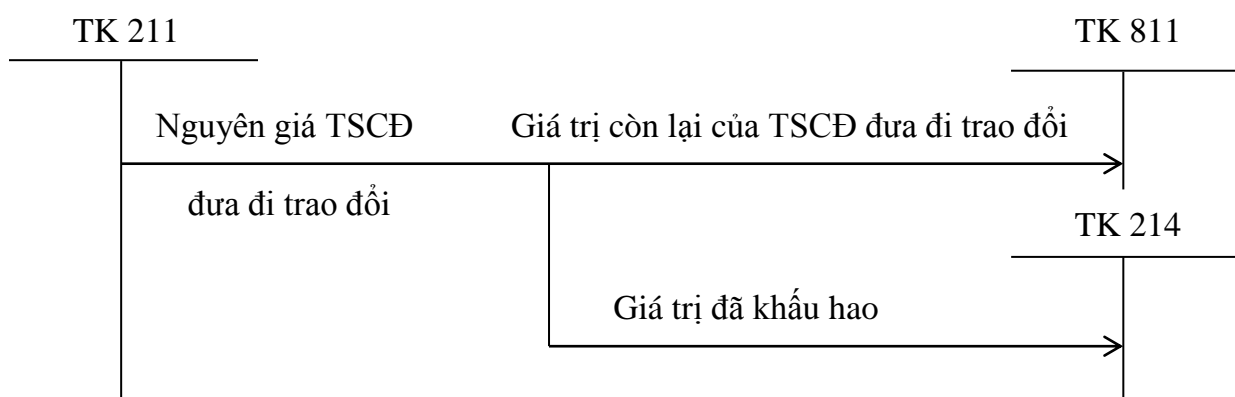 TK 211
TK 811
Nguyên giá TSCĐ
Giá trị còn lại của TSCĐ đưa đi trao đổi
đưa đi trao đổi
TK 214
Giá trị đã khấu hao